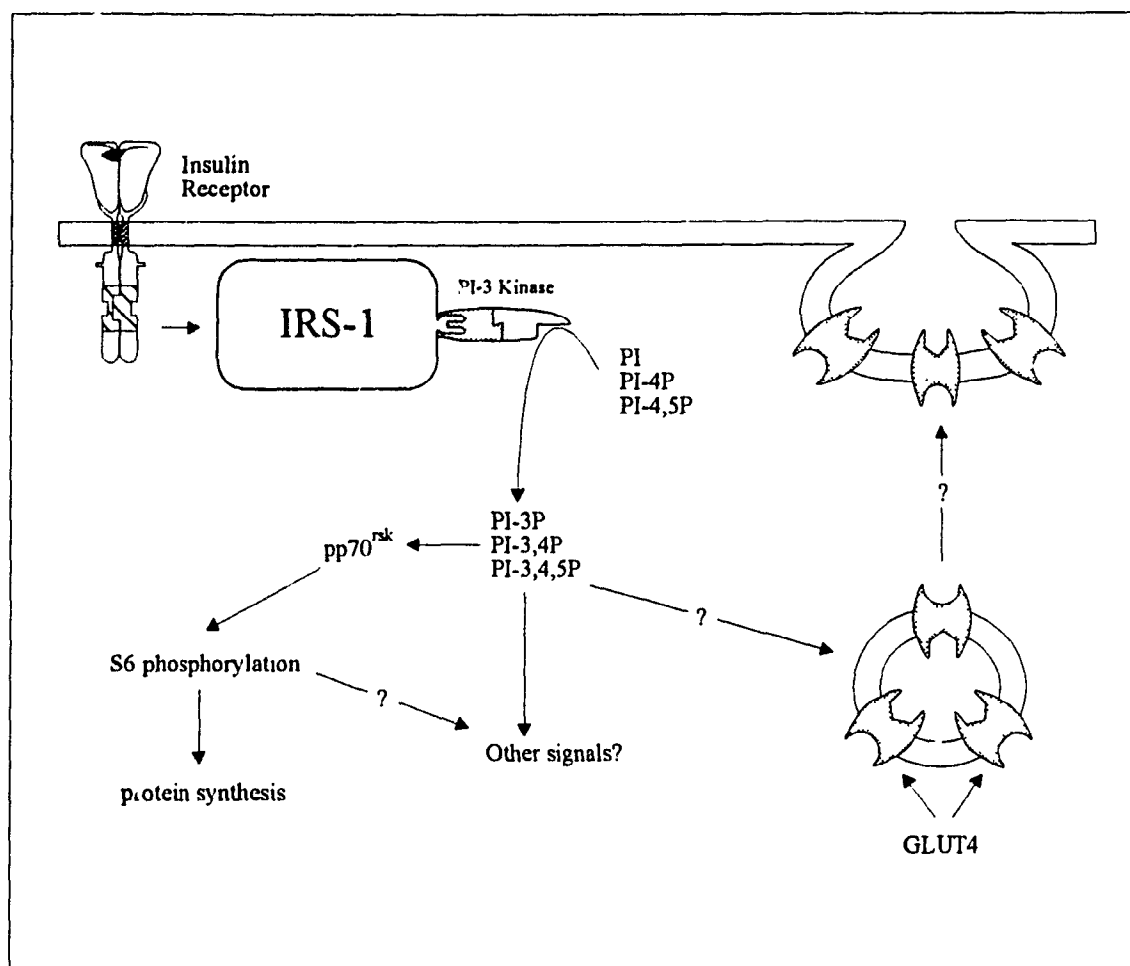 Insulin
Receptor
IRS-1
PI-3 Kinase
PI
PI-4P
PI-4,5P
PI-3P
PI-3,4P
PI-3,4,5P
pp70rsk
?
?
S6 phosphorylation
?
Other signals?
protein synthesis
GLUT4